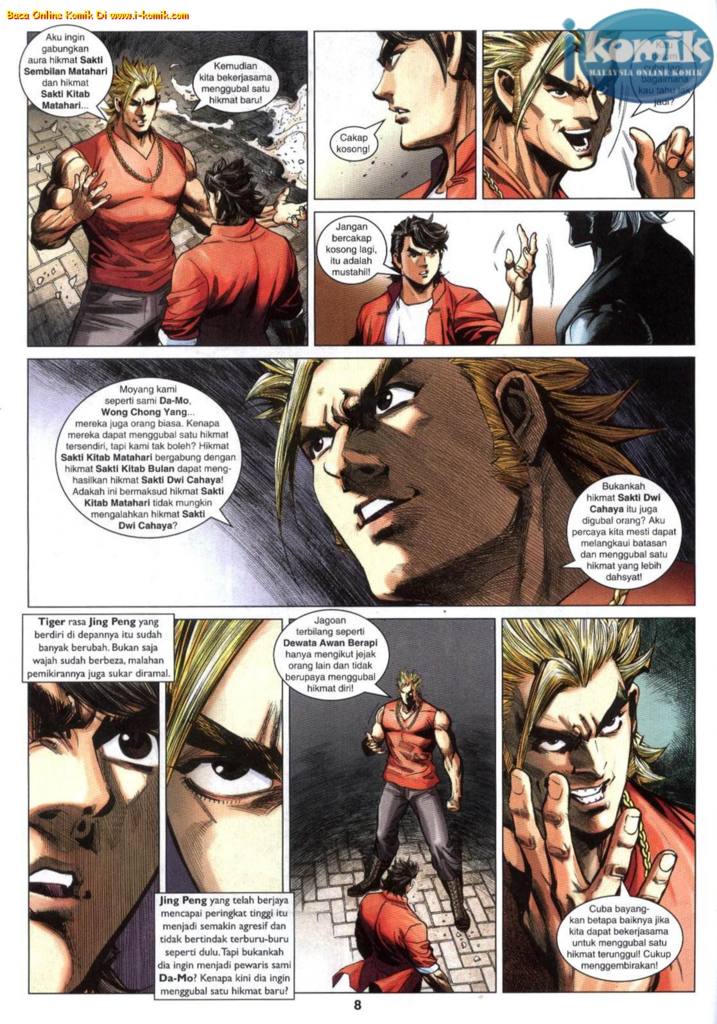 Baca Online Komik Di www.i-komik.com
ikomik
MALAYSIA ONLINE KOMIK
Aku ingin
gabungkan
aura hikmat Sakti
Sembilan Matahari
dan hikmat
Sakti Kitab
Matahari...
Kemudian
kita bekerjasama
menggubal satu
hikmat baru!
Cakap
kosong!
kau tahu tak
jadi?
Jangan
bercakap
kosong lagi,
itu adalah
mustahil!
Moyang kami
seperti sami Da-Mo,
Wong Chong Yang...
mereka juga orang biasa. Kenapa
mereka dapat menggubal satu hikmat
tersendiri, tapi kami tak boleh? Hikmat
Sakti Kitab Matahari bergabung dengan
hikmat Sakti Kitab Bulan dapat meng-
hasilkan hikmat Sakti Dwi Cahaya!
Adakah ini bermaksud hikmat Sakti
Kitab Matahari tidak mungkin
mengalahkan hikmat Sakti
Dwi Cahaya?
Bukankah
hikmat Sakti Dwi
Cahaya itu juga
digubal orang? Aku
percaya kita mesti dapat
melangkaui batasan
dan menggubal satu
hikmat yang lebih
dahsyat!
Tiger rasa Jing Peng yang
berdiri di depannya itu sudah
banyak berubah. Bukan saja
wajah sudah berbeza, malahan
pemikirannya juga sukar diramal.
Jagoan
terbilang seperti
Dewata Awan Berapi
hanya mengikut jejak
orang lain dan tidak
berupaya menggubal
hikmat diri!
Jing Peng yang telah berjaya
mencapai peringkat tinggi itu
menjadi semakin agresif dan
tidak bertindak terburu-buru
seperti dulu. Tapi bukankah
dia ingin menjadi pewaris sami
Da-Mo? Kenapa kini dia ingin
menggubal satu hikmat baru?
Cuba bayang-
kan betapa baiknya jika
kita dapat bekerjasama
untuk menggubal satu
hikmat terunggul! Cukup
menggembirakan!
8